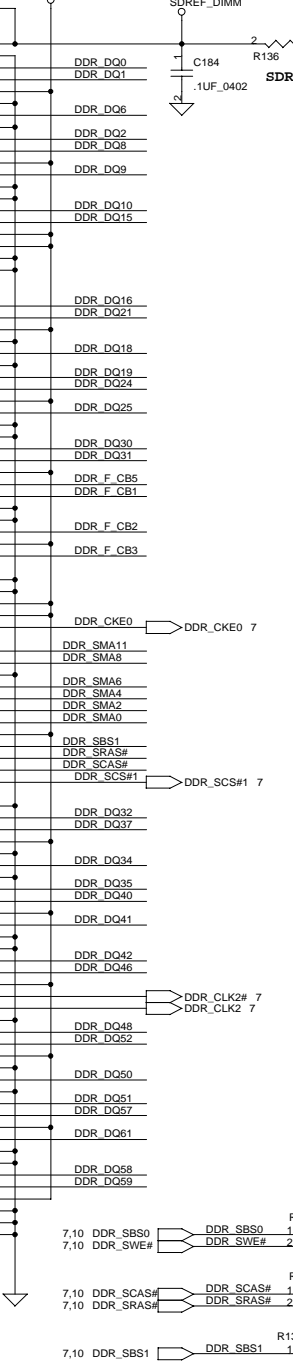 SDREF_DIMM
2
R136
1
C184
SDR
.1UF_0402
2
DDR_DQ0
DDR_DQ1
DDR_DQ6
DDR_DQ2
DDR_DQ8
DDR_DQ9
DDR_DQ10
DDR_DQ15
DDR_DQ16
DDR_DQ21
DDR_DQ18
DDR_DQ19
DDR_DQ24
DDR_DQ25
DDR_DQ30
DDR_DQ31
DDR_F_CB5
DDR_F_CB1
DDR_F_CB2
DDR_F_CB3
DDR_CKE0 DDR_CKE0 7
DDR_SMA11
DDR_SMA8
DDR_SMA6
DDR_SMA4
DDR_SMA2
DDR_SMA0
DDR_SBS1
DDR_SRAS#
DDR_SCAS#
DDR_SCS#1 DDR_SCS#1 7
DDR_DQ32
DDR_DQ37
DDR_DQ34
DDR_DQ35
DDR_DQ40
DDR_DQ41
DDR_DQ42
DDR_DQ46
DDR_CLK2# 7
DDR_CLK2 7
DDR_DQ48
DDR_DQ52
DDR_DQ50
DDR_DQ51
DDR_DQ57
DDR_DQ61
DDR_DQ58
DDR_DQ59
R
7,10 DDR_SBS0 DDR_SBS0 1
7,10 DDR_SWE# DDR_SWE# 2
R
7,10 DDR_SCAS# DDR_SCAS# 1
7,10 DDR_SRAS# DDR_SRAS# 2
R13
7,10 DDR_SBS1 DDR_SBS1 1